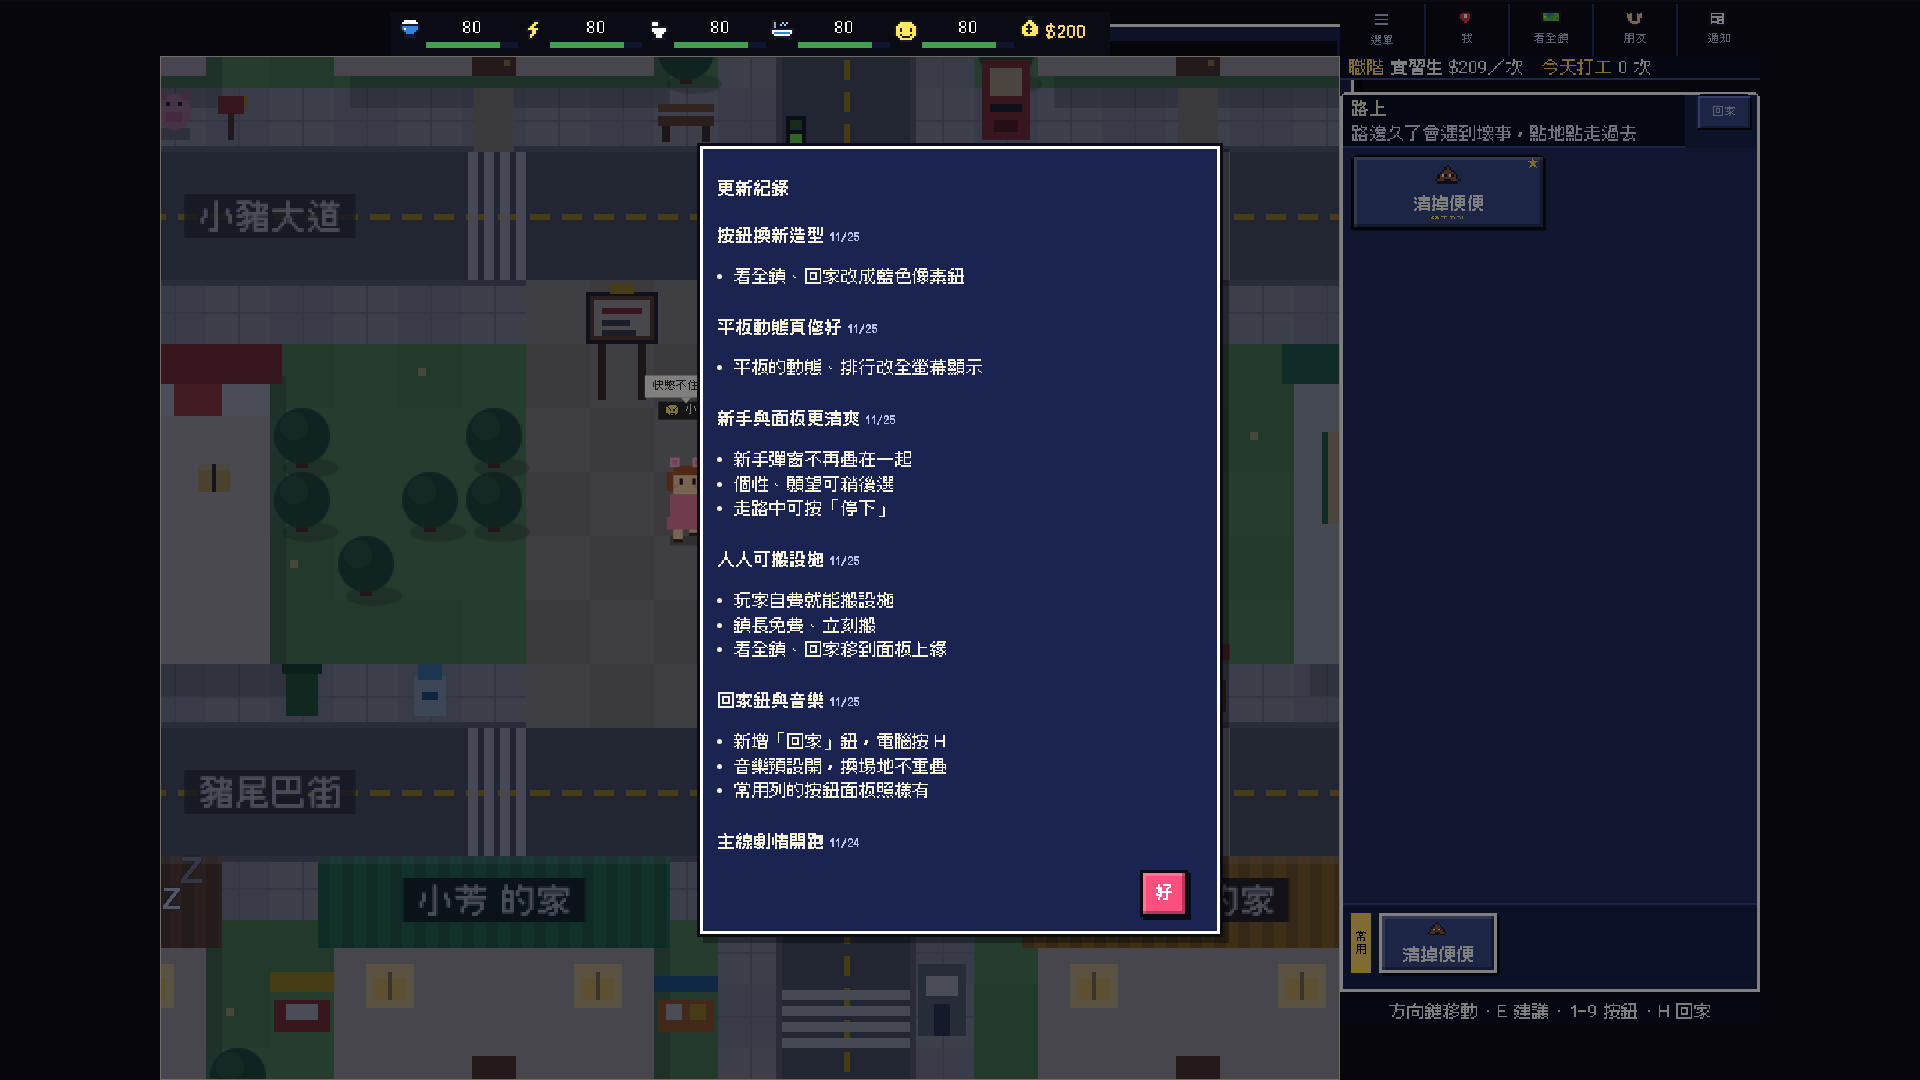 80 80 80 80 80 $200
選單 我 看全鎮 朋友 通知
職階 實習生 $209／次 今天打工 0 次
路上
路邊久了會遇到壞事，點地點走過去
回家
清掉便便
小豬大道
更新紀錄
按鈕換新造型 11/25
• 看全鎮、回家改成藍色像素鈕
平板動態頁修好 11/25
• 平板的動態、排行改全螢幕顯示
新手與面板更清爽 11/25
• 新手彈窗不再疊在一起
• 個性、願望可稍後選
• 走路中可按「停下」
人人可搬設施 11/25
• 玩家自費就能搬設施
• 鎮長免費、立刻搬
• 看全鎮、回家移到面板上緣
回家鈕與音樂 11/25
• 新增「回家」鈕，電腦按 H
• 音樂預設開，換場地不重疊
• 常用列的按鈕面板照樣有
主線劇情開跑 11/24
好
快憋不住
小
豬尾巴街
Z
Z
小芳 的家
的家
常用
清掉便便
方向鍵移動 · E 建議 · 1-9 按鈕 · H 回家